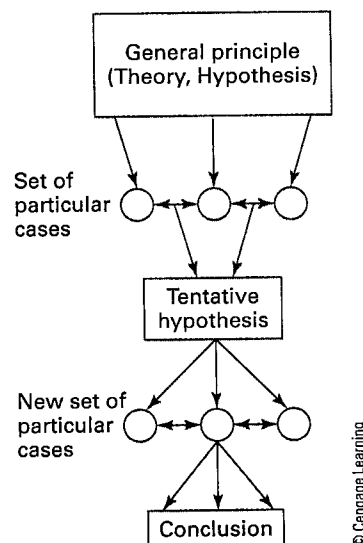 General principle
(Theory, Hypothesis)
Set of
particular
cases
Tentative
hypothesis
New set of
particular
cases
Conclusion
© Cengage Learning